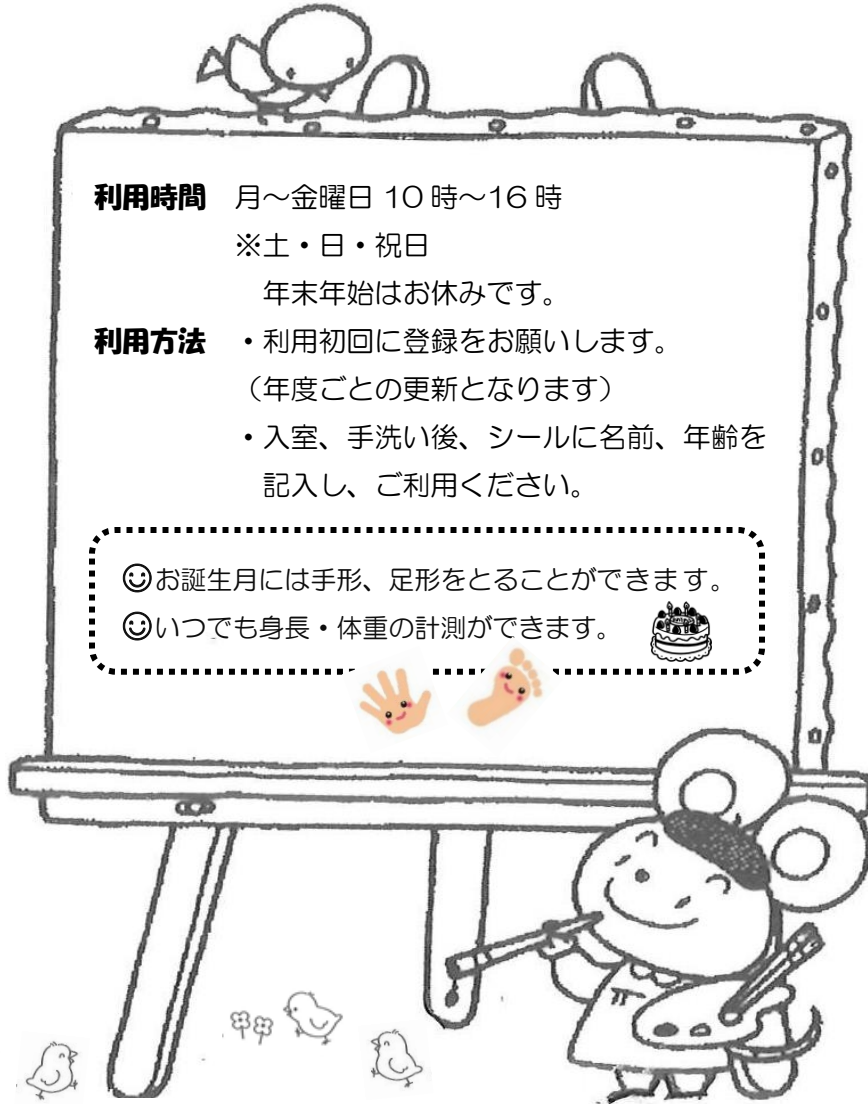 利用時間 月～金曜日 10時～16時
※土・日・祝日
年末年始はお休みです。
利用方法 ・利用初回に登録をお願いします。
（年度ごとの更新となります）
・入室、手洗い後、シールに名前、年齢を
記入し、ご利用ください。
☺お誕生月には手形、足形をとることができます。
☺いつでも身長・体重の計測ができます。